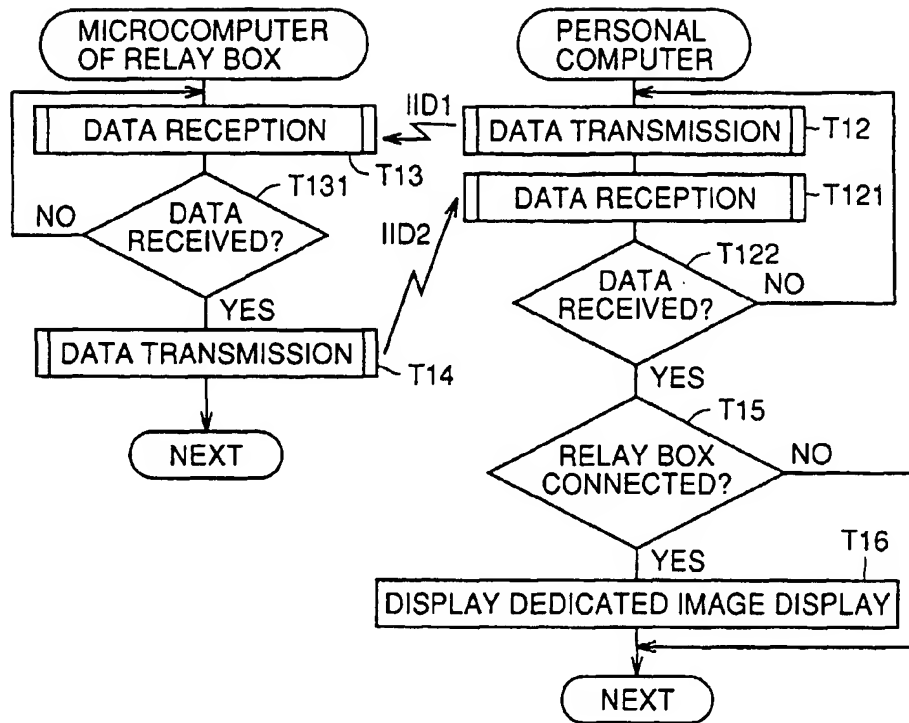 MICROCOMPUTER
OF RELAY BOX
DATA RECEPTION
T13
T131
NO
DATA
RECEIVED?
YES
DATA TRANSMISSION
T14
NEXT
IID1
IID2
PERSONAL
COMPUTER
DATA TRANSMISSION
T12
DATA RECEPTION
T121
T122
DATA
RECEIVED?
NO
YES
T15
RELAY BOX
CONNECTED?
NO
YES
T16
DISPLAY DEDICATED IMAGE DISPLAY
NEXT